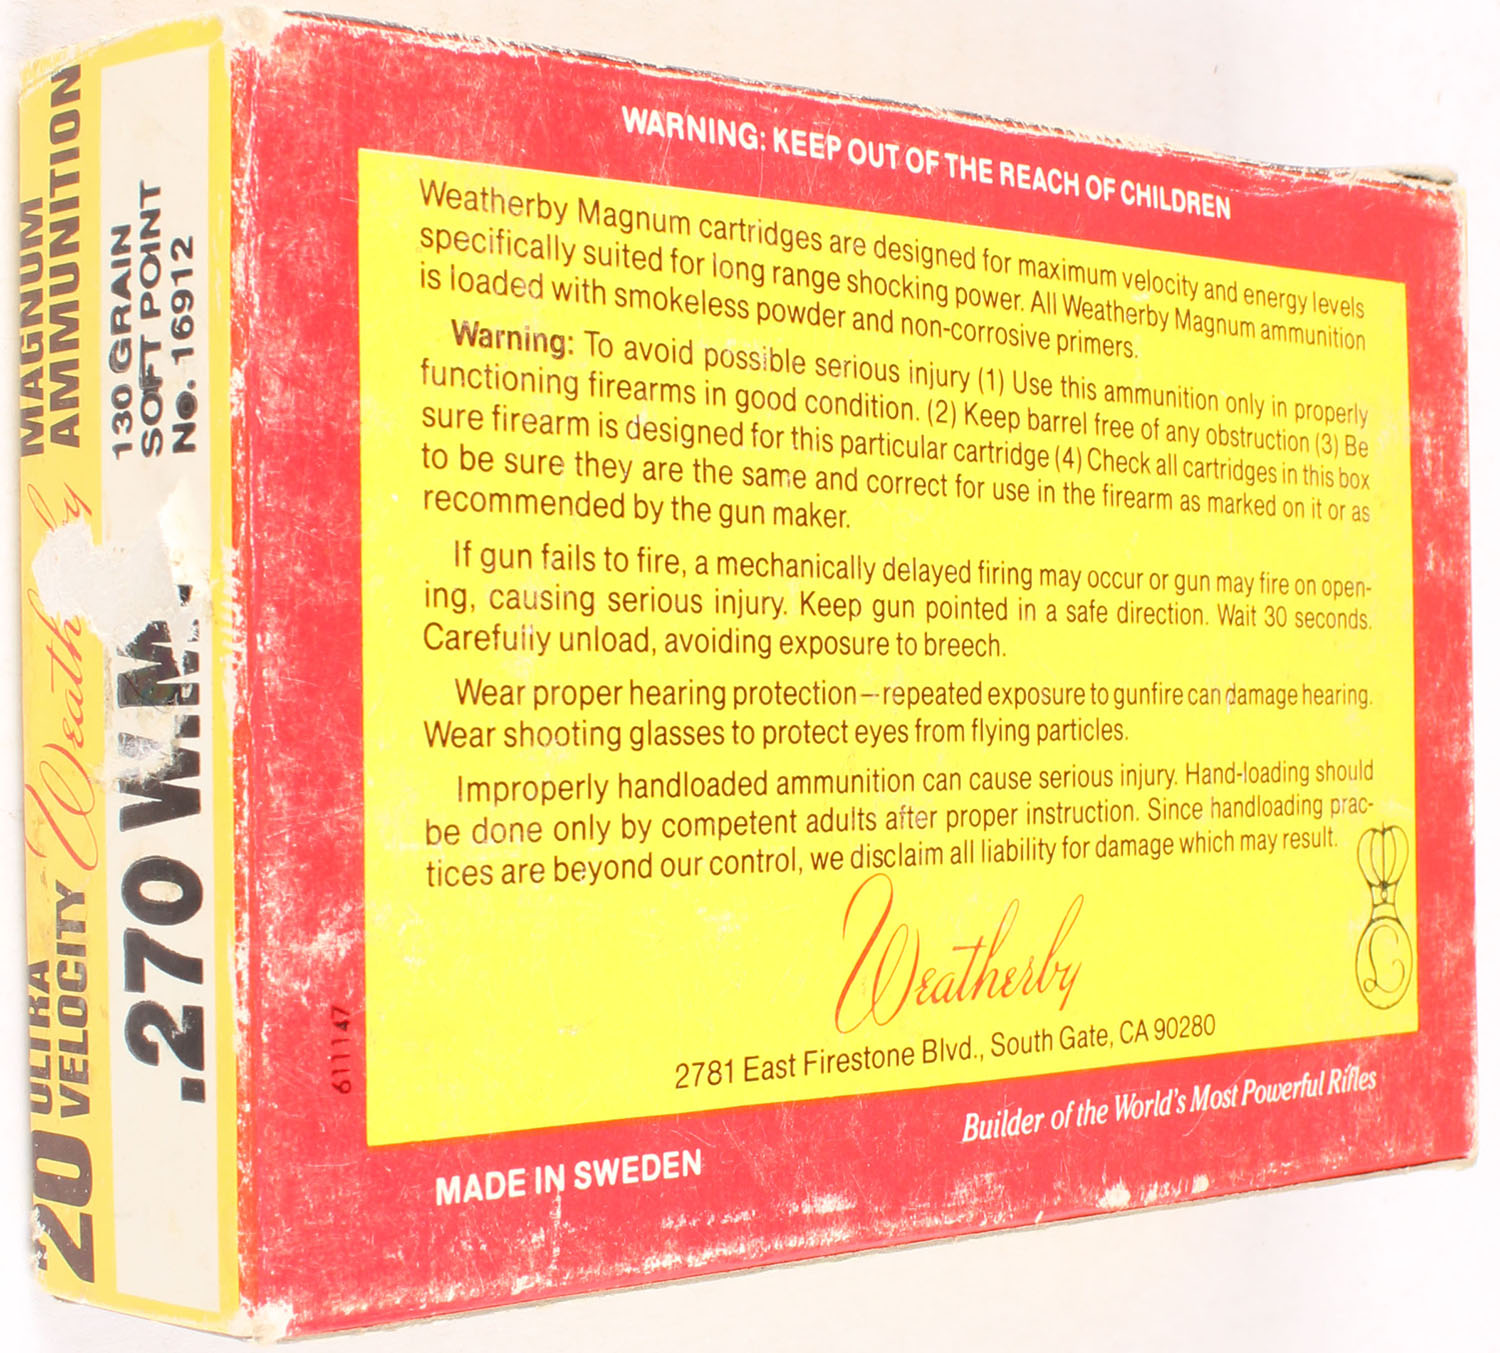 20 ULTRA VELOCITY Weatherby MAGNUM AMMUNITION
.270 W.M.
130 GRAIN
SOFT POINT
No. 16912
WARNING: KEEP OUT OF THE REACH OF CHILDREN
Weatherby Magnum cartridges are designed for maximum velocity and energy levels
specifically suited for long range shocking power. All Weatherby Magnum ammunition
is loaded with smokeless powder and non-corrosive primers.
Warning: To avoid possible serious injury (1) Use this ammunition only in properly
functioning firearms in good condition. (2) Keep barrel free of any obstruction (3) Be
sure firearm is designed for this particular cartridge (4) Check all cartridges in this box
to be sure they are the same and correct for use in the firearm as marked on it or as
recommended by the gun maker.
If gun fails to fire, a mechanically delayed firing may occur or gun may fire on open-
ing, causing serious injury. Keep gun pointed in a safe direction. Wait 30 seconds.
Carefully unload, avoiding exposure to breech.
Wear proper hearing protection—repeated exposure to gunfire can damage hearing.
Wear shooting glasses to protect eyes from flying particles.
Improperly handloaded ammunition can cause serious injury. Hand-loading should
be done only by competent adults after proper instruction. Since handloading prac-
tices are beyond our control, we disclaim all liability for damage which may result.
Weatherby
2781 East Firestone Blvd., South Gate, CA 90280
611147
Builder of the World's Most Powerful Rifles
MADE IN SWEDEN